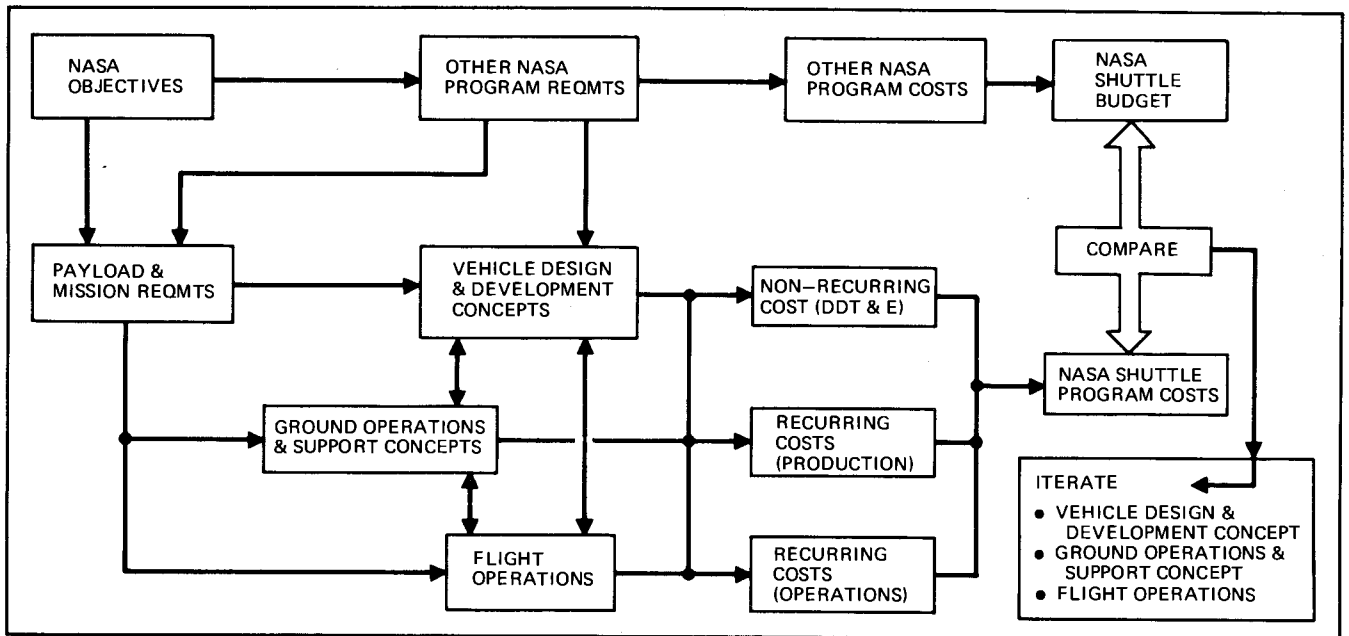 NASA
OBJECTIVES
OTHER NASA
PROGRAM REQMTS
OTHER NASA
PROGRAM COSTS
NASA
SHUTTLE
BUDGET
COMPARE
PAYLOAD &
MISSION REQMTS
VEHICLE DESIGN
& DEVELOPMENT
CONCEPTS
NON–RECURRING
COST (DDT & E)
NASA SHUTTLE
PROGRAM COSTS
GROUND OPERATIONS
& SUPPORT CONCEPTS
RECURRING
COSTS
(PRODUCTION)
FLIGHT
OPERATIONS
RECURRING
COSTS
(OPERATIONS)
ITERATE
● VEHICLE DESIGN &
DEVELOPMENT CONCEPT
● GROUND OPERATIONS &
SUPPORT CONCEPT
● FLIGHT OPERATIONS